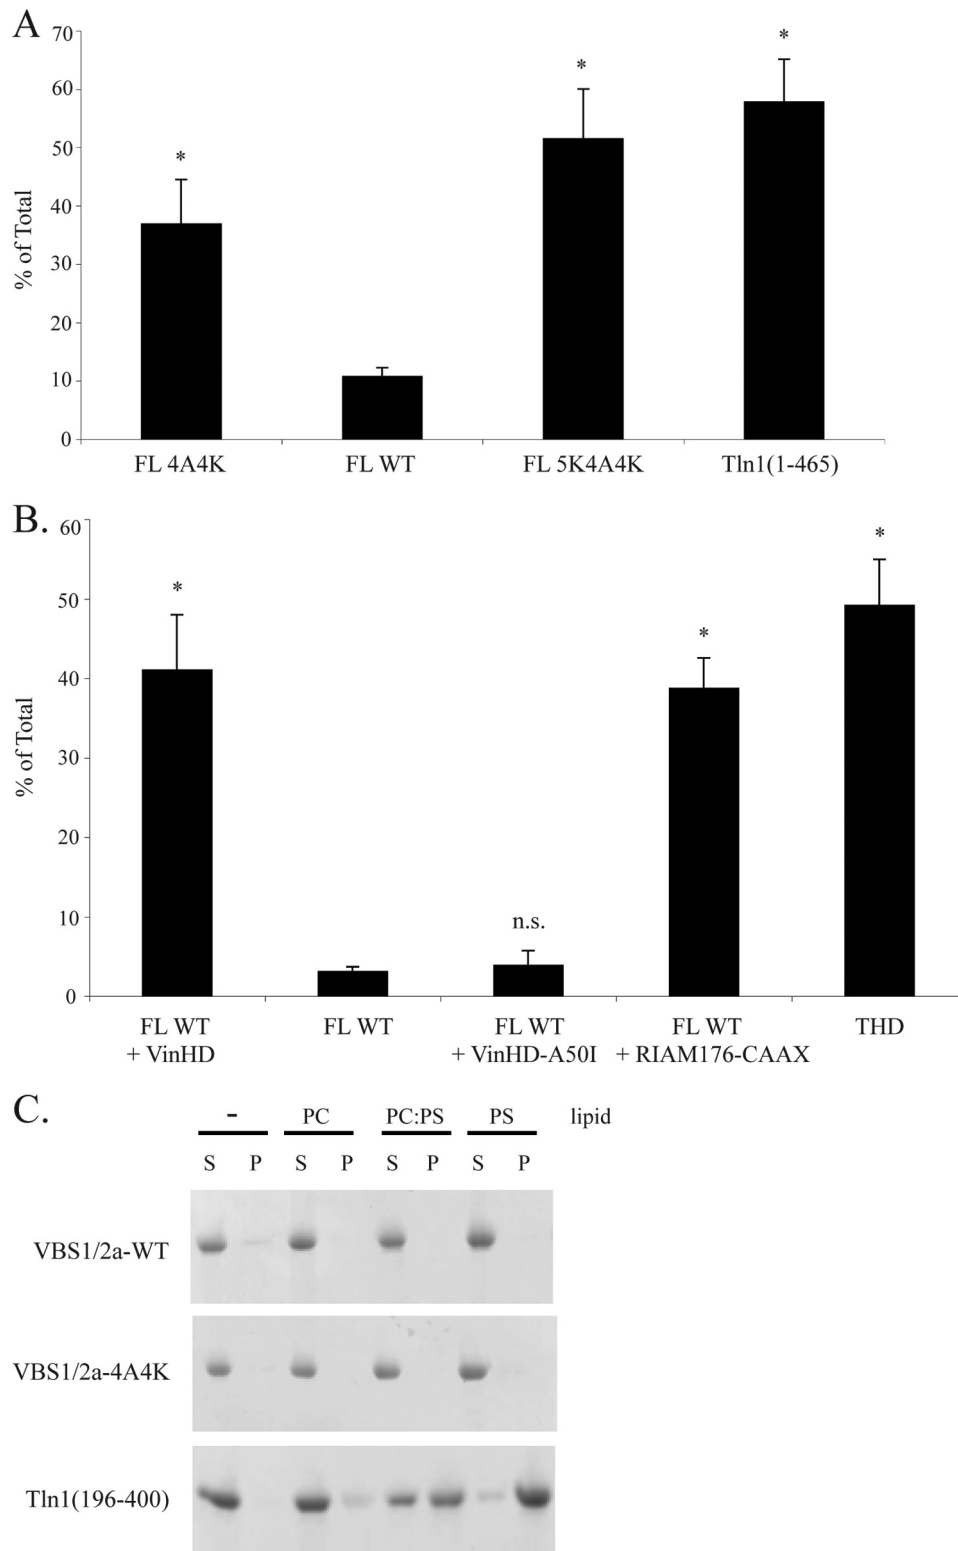 A
70
60
50
40
30
20
10
0
% of Total
*
*
*
FL 4A4K FL WT FL 5K4A4K Tln1(1-465)
B.
60
50
40
30
20
10
0
% of Total
*
n.s.
*
*
FL WT FL WT FL WT FL WT THD
+ VinHD + VinHD-A50I + RIAM176-CAAX
C.
- PC PC:PS PS lipid
S P S P S P S P
VBS1/2a-WT
VBS1/2a-4A4K
Tln1(196-400)